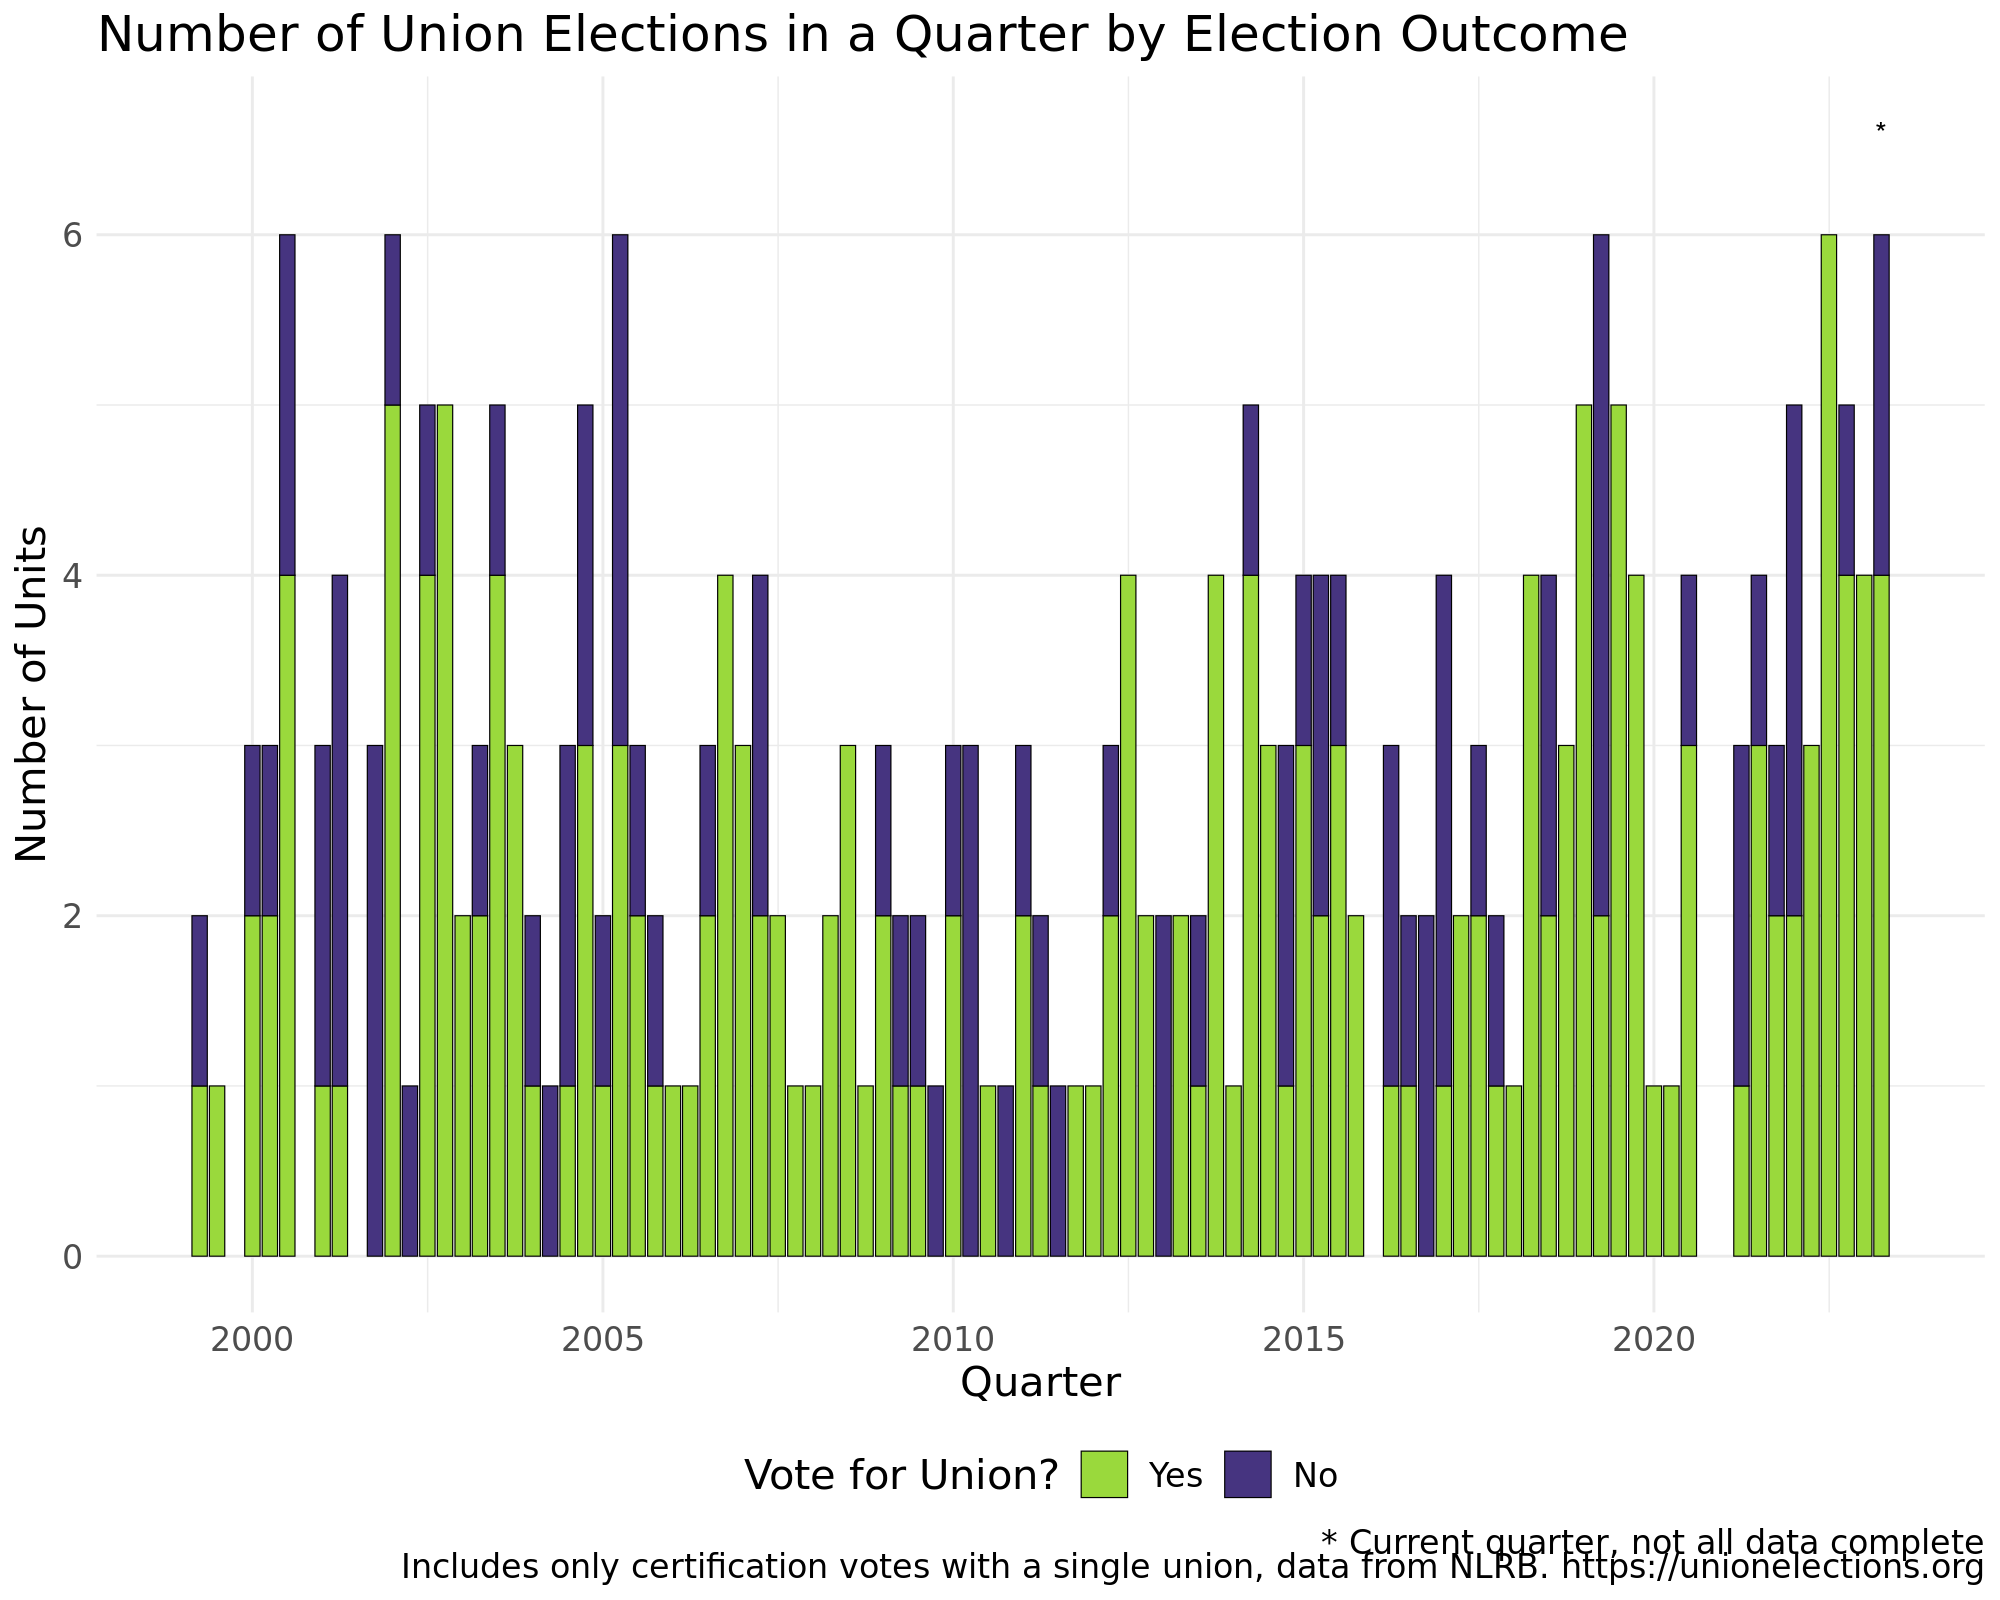 Number of Union Elections in a Quarter by Election Outcome
*
6
4
2
0
Number of Units
2000 2005 2010 2015 2020
Quarter
Vote for Union? Yes No
* Current quarter, not all data complete
Includes only certification votes with a single union, data from NLRB. https://unionelections.org